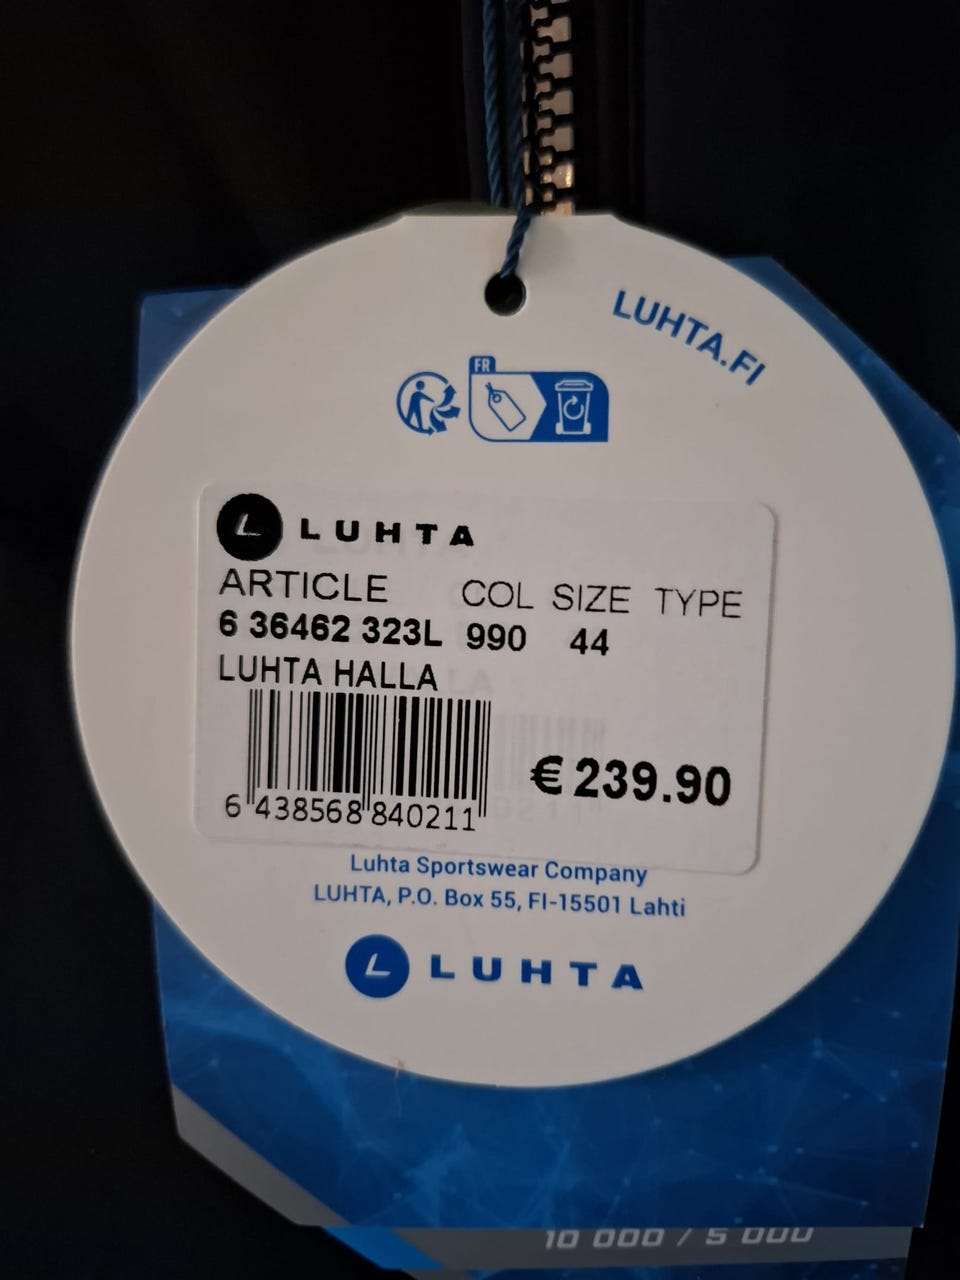 LUHTA.FI
FR
L LUHTA
ARTICLE COL SIZE TYPE
6 36462 323L 990 44
LUHTA HALLA
€ 239.90
6 438568 840211
Luhta Sportswear Company
LUHTA, P.O. Box 55, FI-15501 Lahti
L LUHTA
10 000 / 5 000